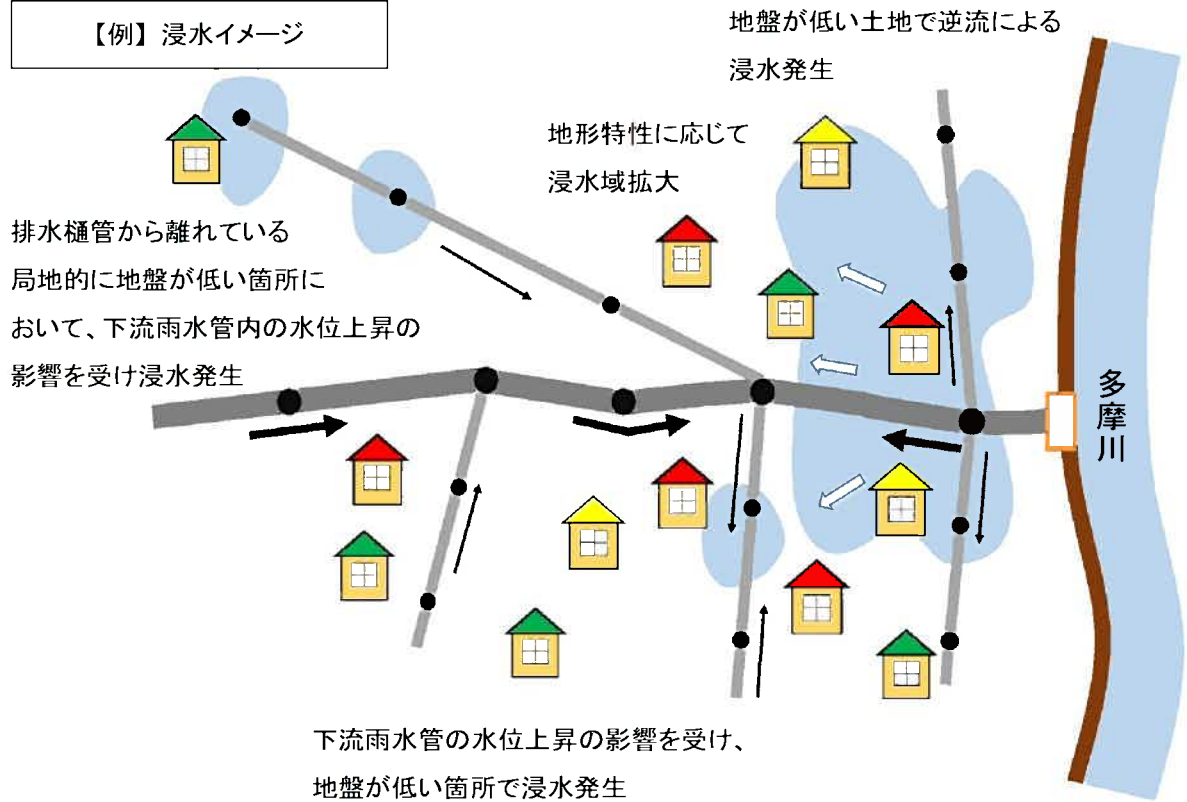 【例】浸水イメージ
地盤が低い土地で逆流による
浸水発生
地形特性に応じて
浸水域拡大
排水樋管から離れている
局地的に地盤が低い箇所に
おいて、下流雨水管内の水位上昇の
影響を受け浸水発生
多摩川
下流雨水管の水位上昇の影響を受け、
地盤が低い箇所で浸水発生